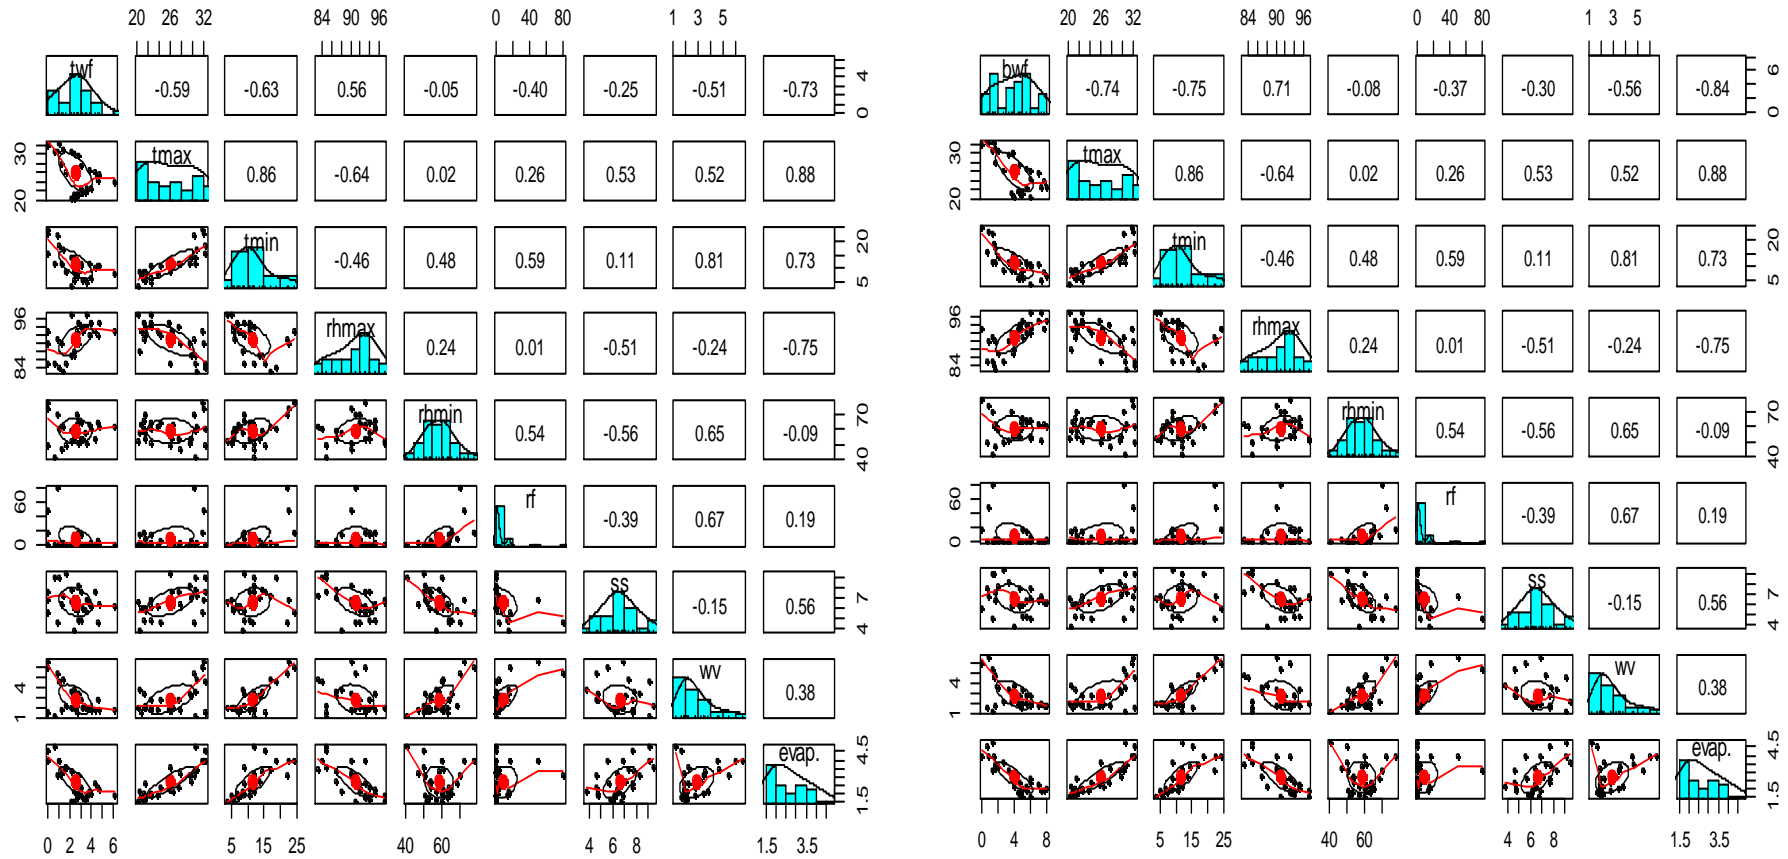 20 26 32 84 90 96 0 40 80 1 3 5
twf -0.59 -0.63 0.56 -0.05 -0.40 -0.25 -0.51 -0.73 0 4
20 30 tmax 0.86 -0.64 0.02 0.26 0.53 0.52 0.88
tmin -0.46 0.48 0.59 0.11 0.81 0.73 5 20
84 96 rhmax 0.24 0.01 -0.51 -0.24 -0.75
rhmin 0.54 -0.56 0.65 -0.09 40 70
0 60 rf -0.39 0.67 0.19
ss -0.15 0.56 4 7
1 4 wv 0.38
evap. 1.5 4.5
0 2 4 6 5 15 25 40 60 4 6 8 1.5 3.5
20 26 32 84 90 96 0 40 80 1 3 5
bwf -0.74 -0.75 0.71 -0.08 -0.37 -0.30 -0.56 -0.84 0 6
20 30 tmax 0.86 -0.64 0.02 0.26 0.53 0.52 0.88
tmin -0.46 0.48 0.59 0.11 0.81 0.73 5 20
84 96 rhmax 0.24 0.01 -0.51 -0.24 -0.75
rhmin 0.54 -0.56 0.65 -0.09 40 70
0 60 rf -0.39 0.67 0.19
ss -0.15 0.56 4 7
1 4 wv 0.38
evap. 1.5 4.5
0 4 8 5 15 25 40 60 4 6 8 1.5 3.5